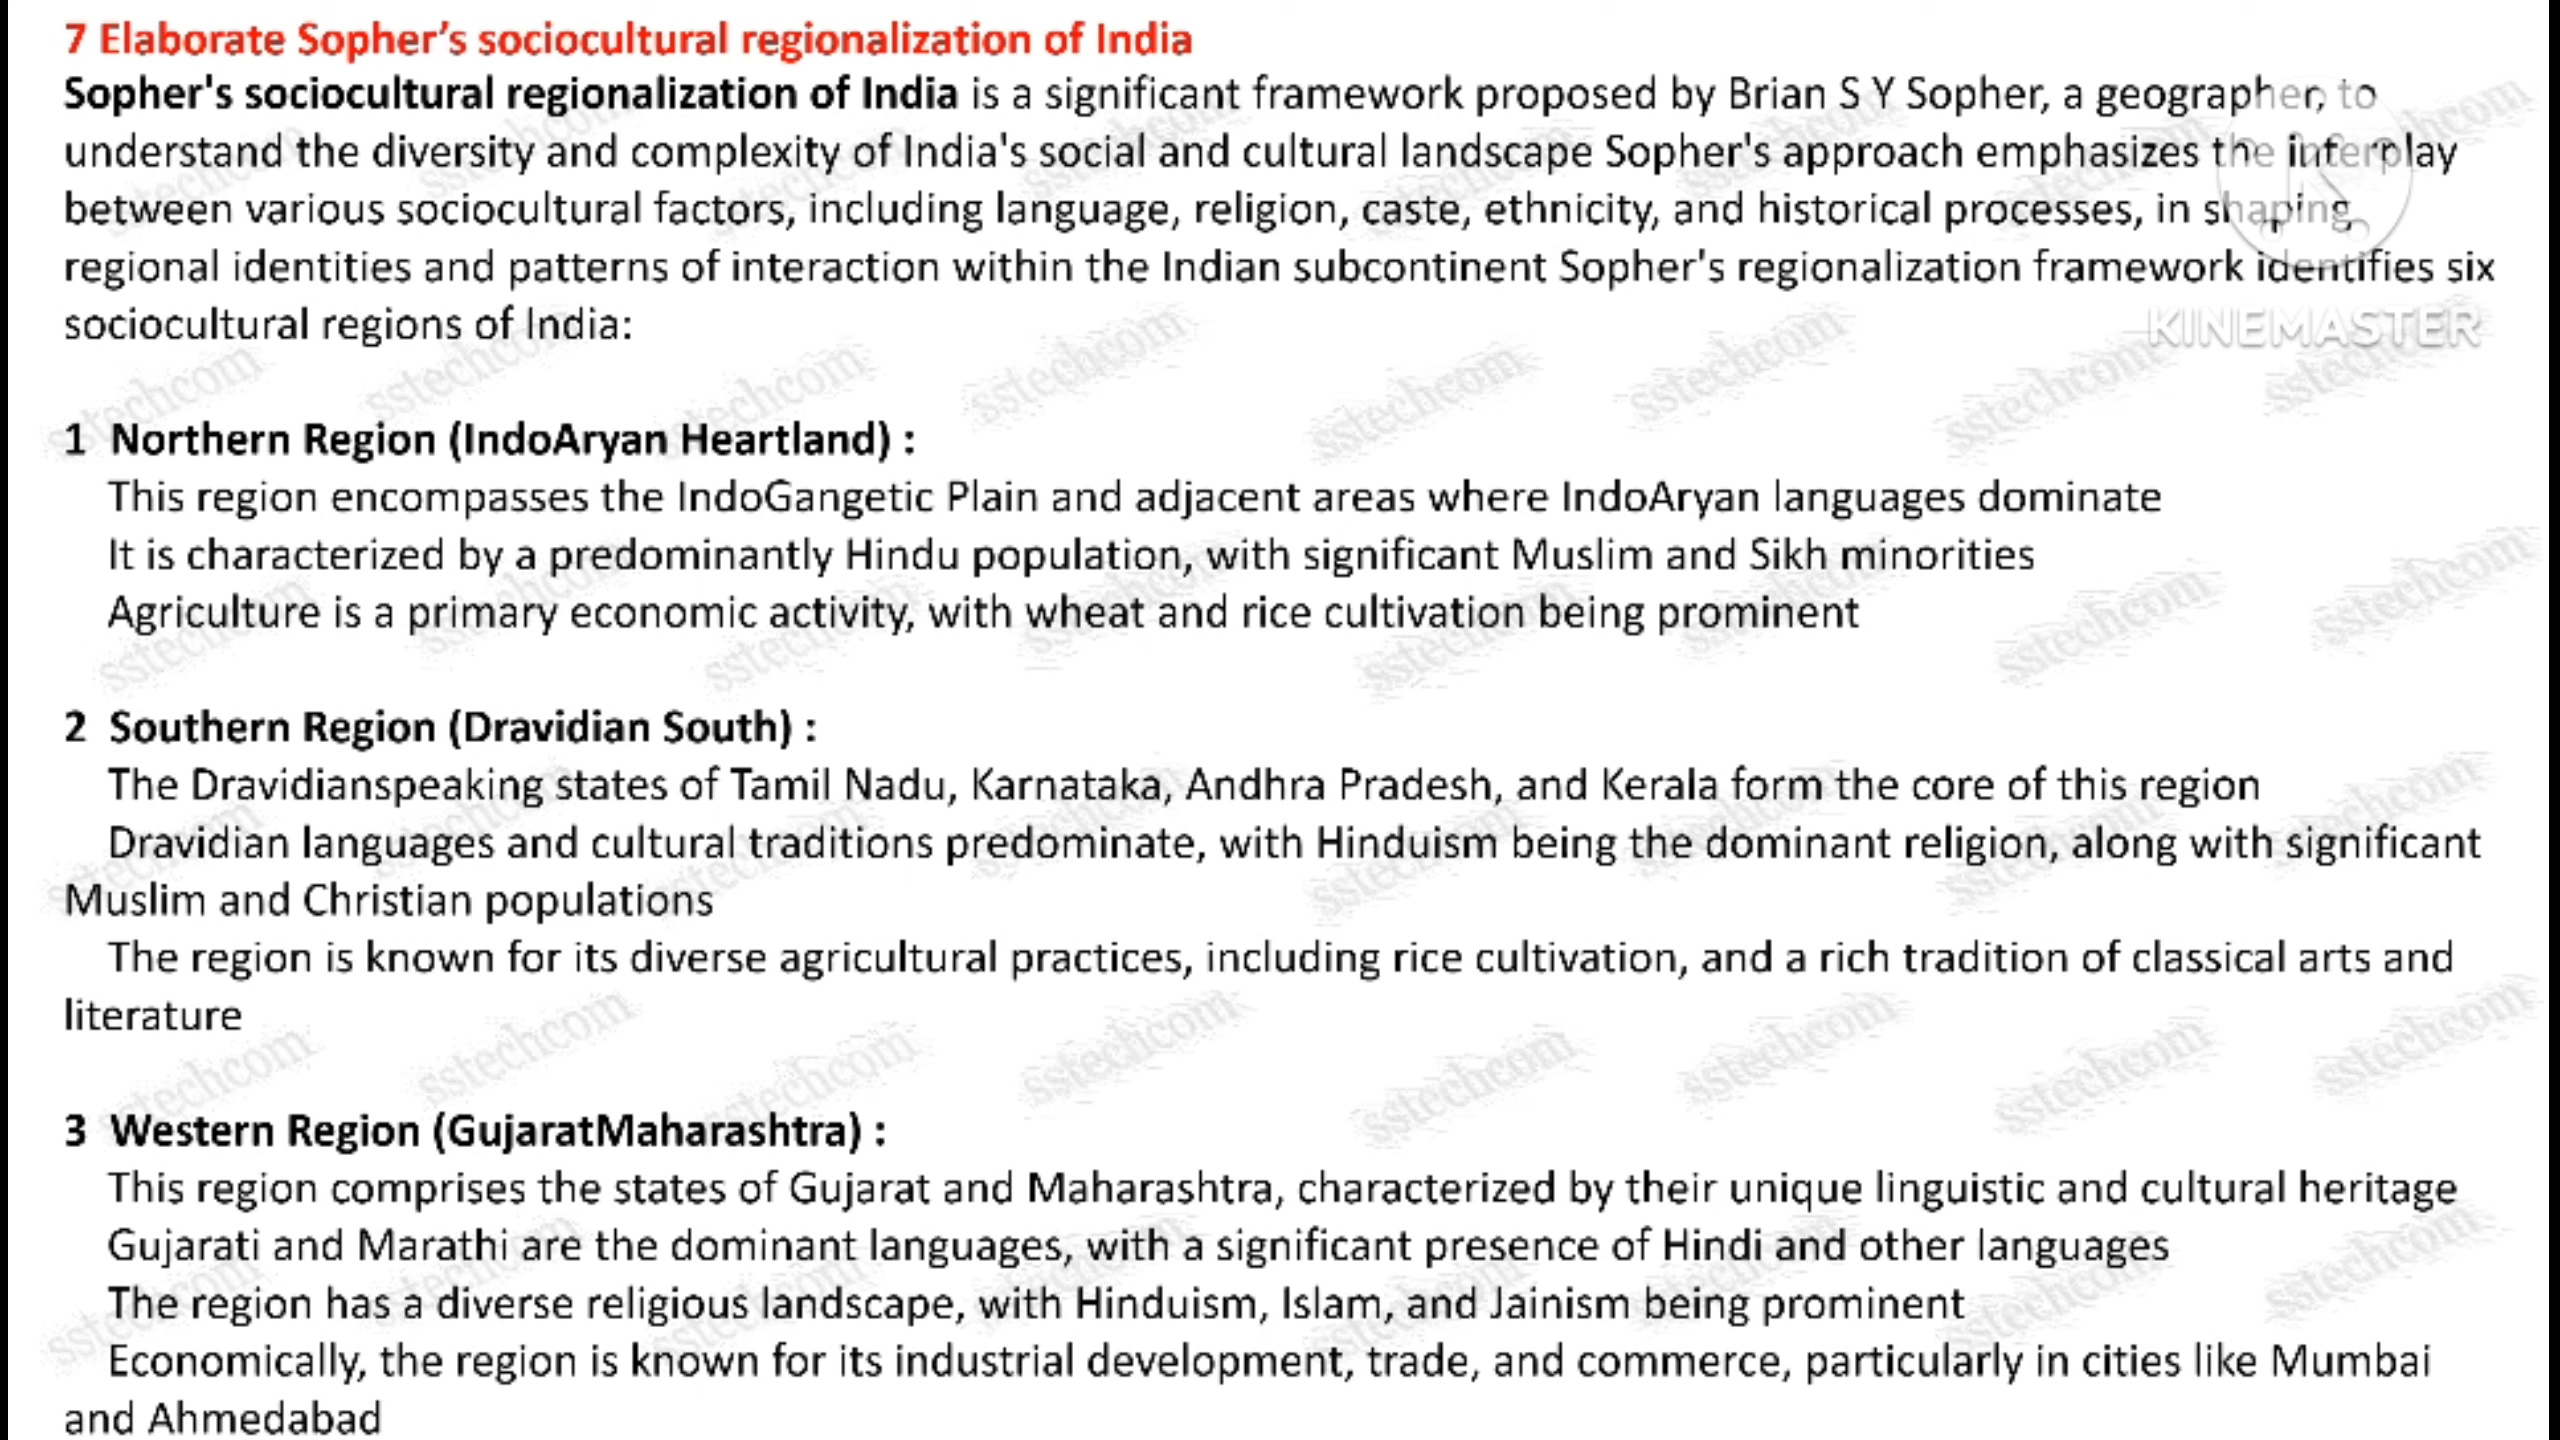 7 Elaborate Sopher’s sociocultural regionalization of India
Sopher's sociocultural regionalization of India is a significant framework proposed by Brian S Y Sopher, a geographer, to
understand the diversity and complexity of India's social and cultural landscape Sopher's approach emphasizes the interplay
between various sociocultural factors, including language, religion, caste, ethnicity, and historical processes, in shaping
regional identities and patterns of interaction within the Indian subcontinent Sopher's regionalization framework identifies six
sociocultural regions of India:
KINEMASTER
1 Northern Region (IndoAryan Heartland) :
This region encompasses the IndoGangetic Plain and adjacent areas where IndoAryan languages dominate
It is characterized by a predominantly Hindu population, with significant Muslim and Sikh minorities
Agriculture is a primary economic activity, with wheat and rice cultivation being prominent
2 Southern Region (Dravidian South) :
The Dravidianspeaking states of Tamil Nadu, Karnataka, Andhra Pradesh, and Kerala form the core of this region
Dravidian languages and cultural traditions predominate, with Hinduism being the dominant religion, along with significant
Muslim and Christian populations
The region is known for its diverse agricultural practices, including rice cultivation, and a rich tradition of classical arts and
literature
3 Western Region (GujaratMaharashtra) :
This region comprises the states of Gujarat and Maharashtra, characterized by their unique linguistic and cultural heritage
Gujarati and Marathi are the dominant languages, with a significant presence of Hindi and other languages
The region has a diverse religious landscape, with Hinduism, Islam, and Jainism being prominent
Economically, the region is known for its industrial development, trade, and commerce, particularly in cities like Mumbai
and Ahmedabad
sstechcom